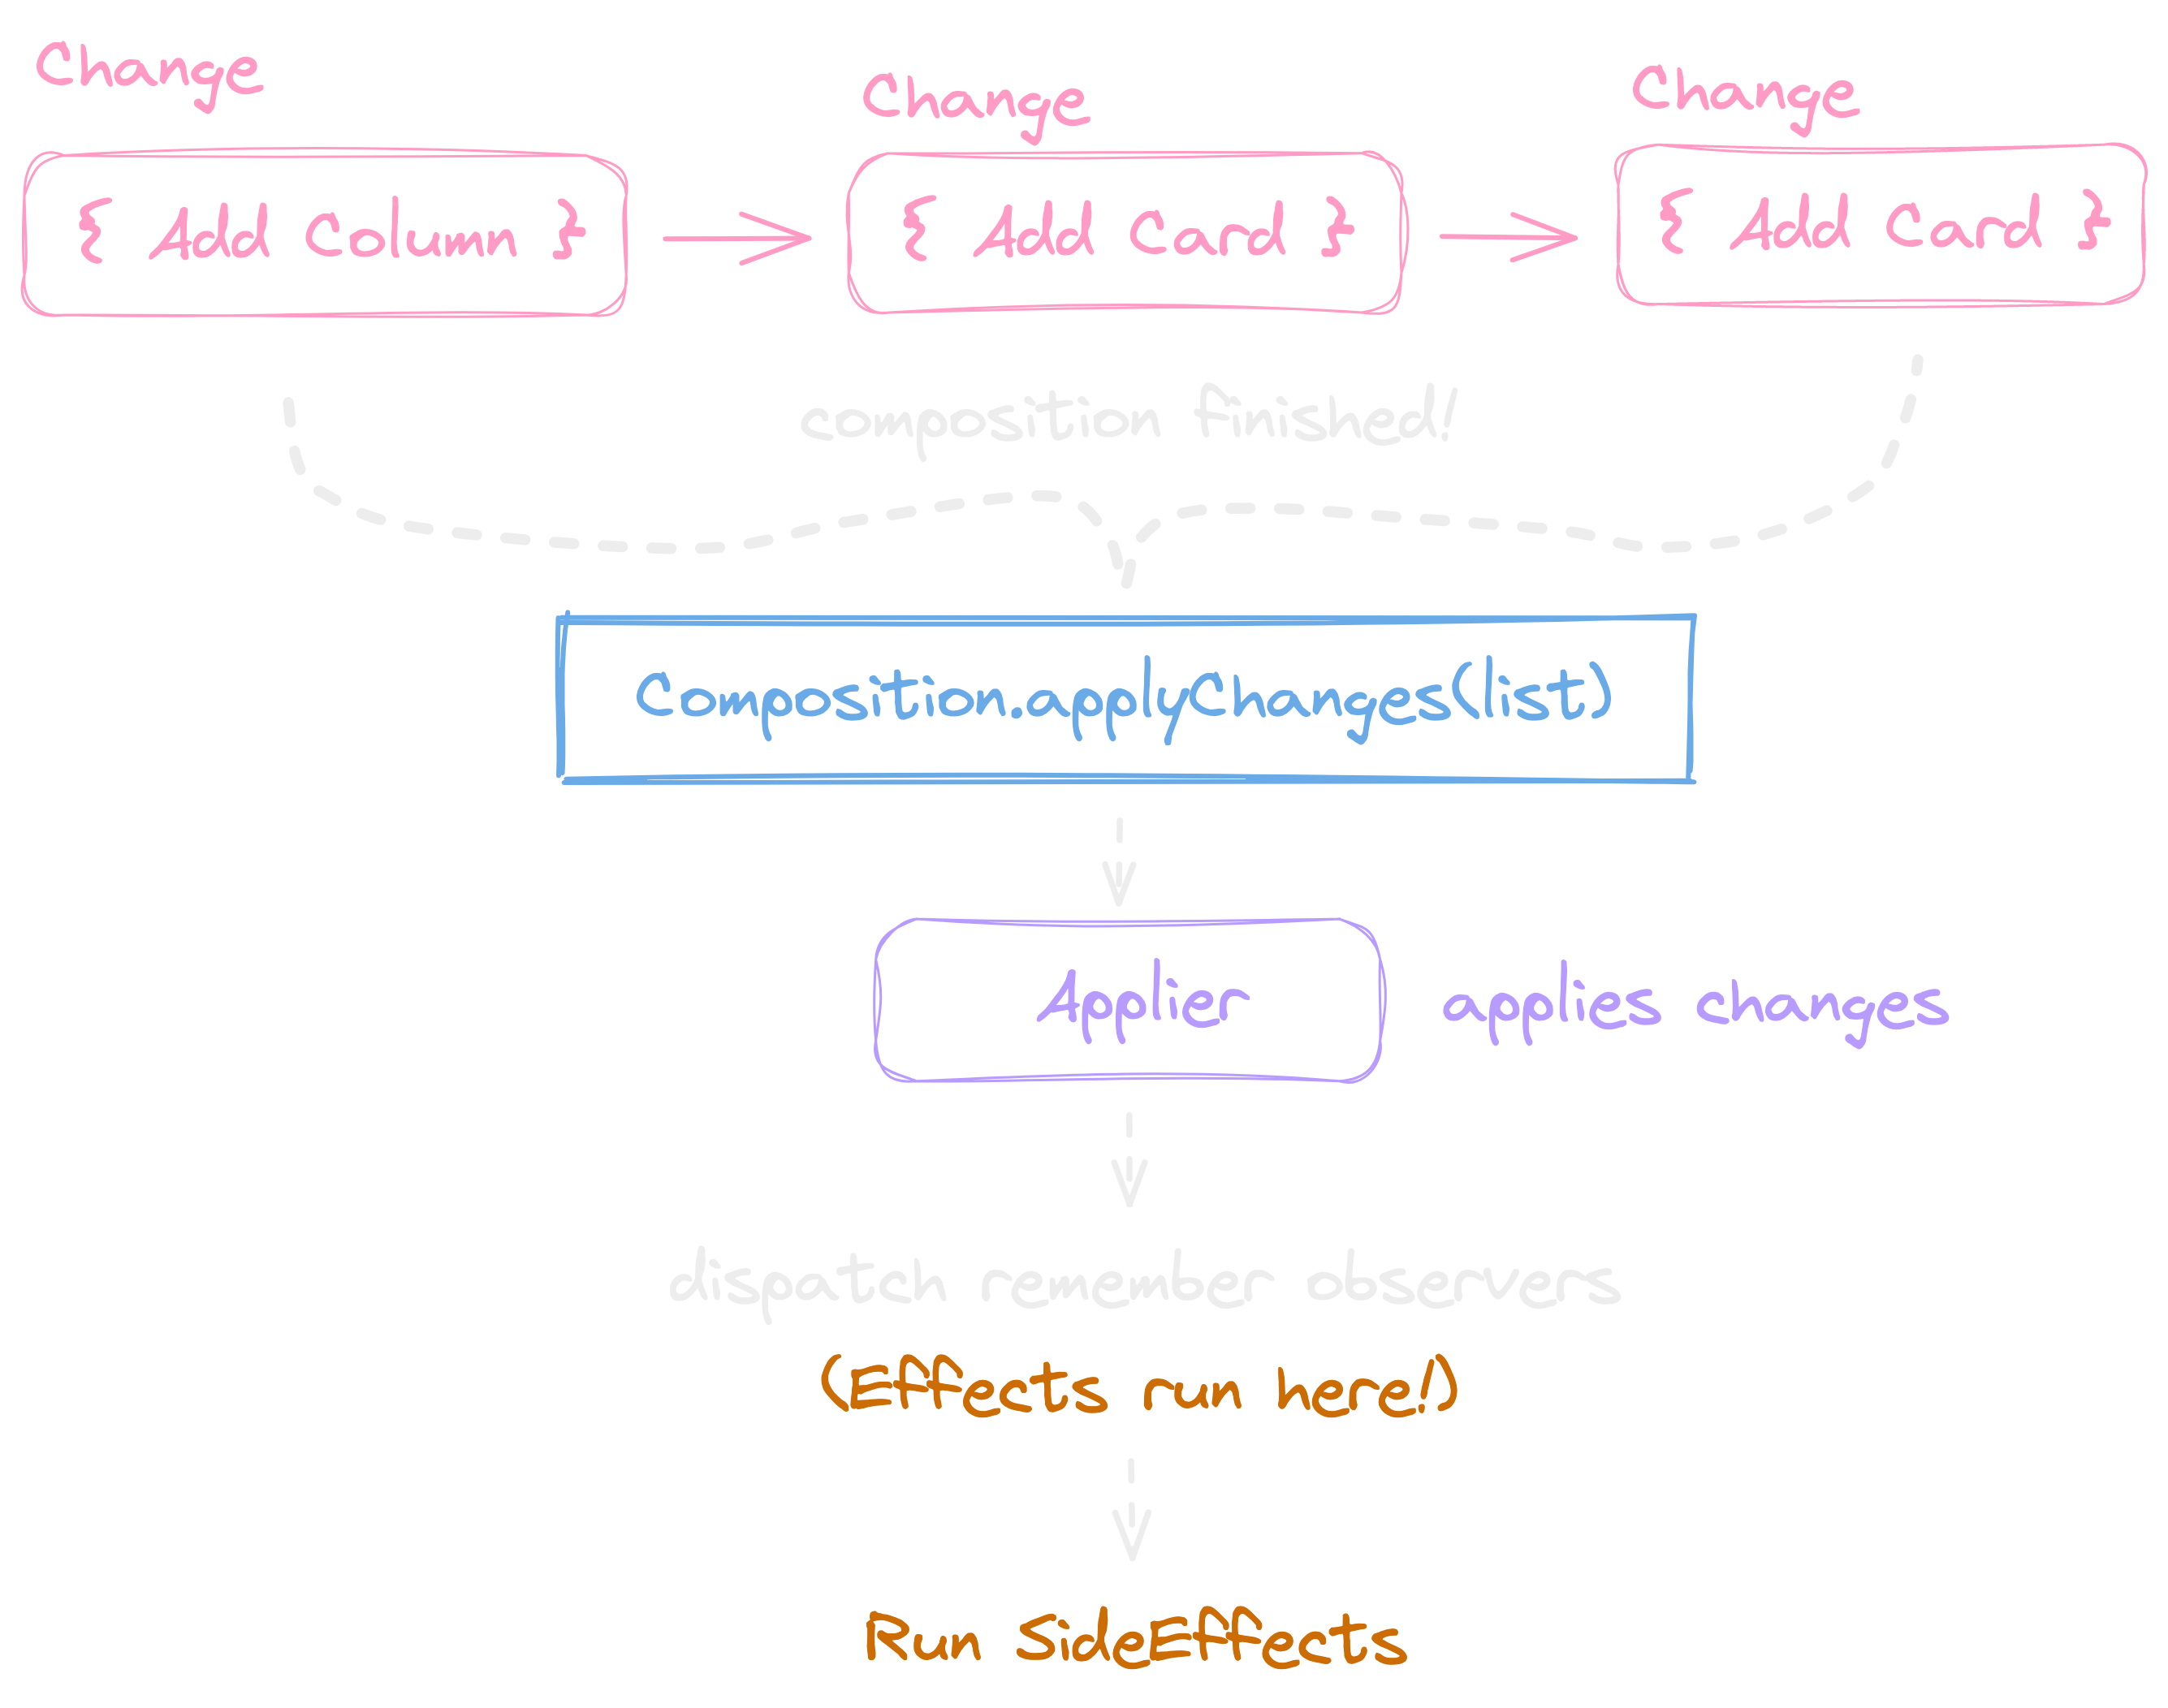 Change
Change
Change
{ Add column }
{ Add card }
{ Add card }
composition finished!
Composition.applyChanges(list)
Applier
applies changes
dispatch remember observers
(Effects run here!)
Run SideEffects